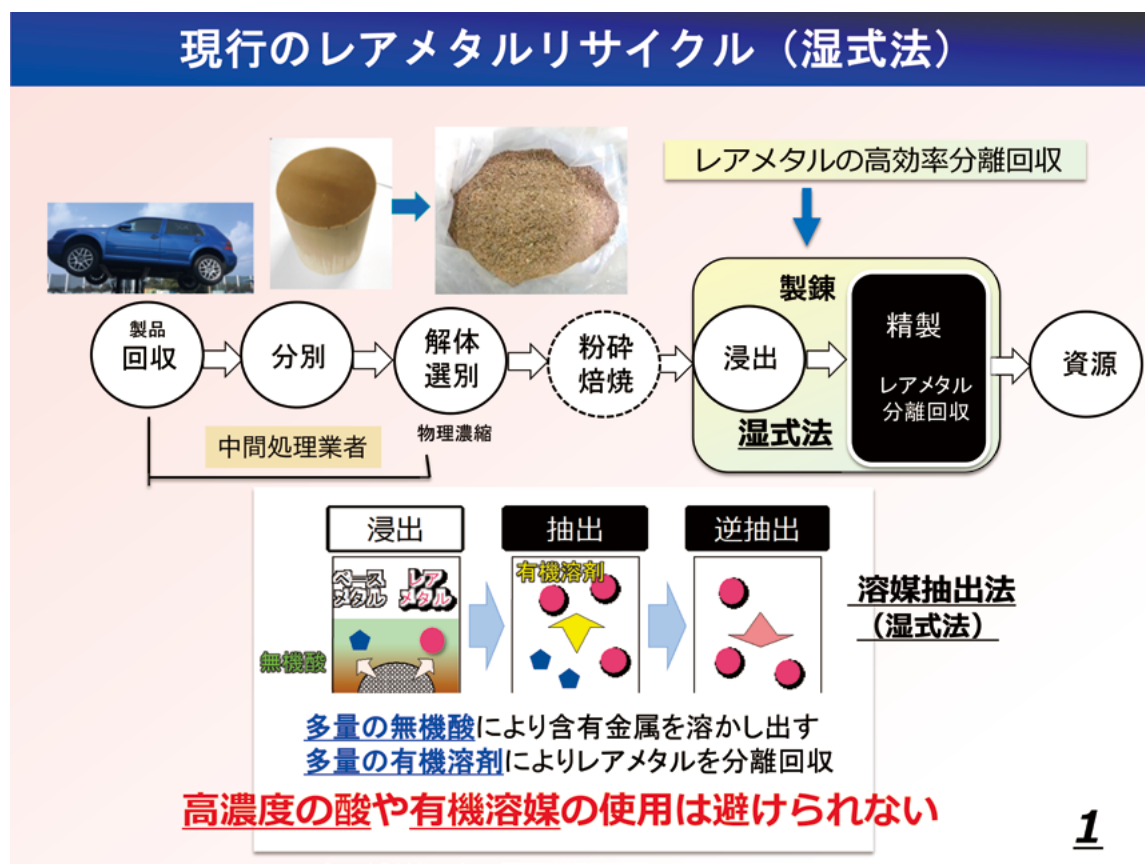 現行のレアメタルリサイクル（湿式法）
レアメタルの高効率分離回収
製品
回収
分別
解体
選別
物理濃縮
中間処理業者
粉砕
焙焼
製錬
浸出
湿式法
精製
レアメタル
分離回収
資源
浸出
抽出
逆抽出
ベース
メタル
レア
メタル
無機酸
有機溶剤
溶媒抽出法
（湿式法）
多量の無機酸により含有金属を溶かし出す
多量の有機溶剤によりレアメタルを分離回収
高濃度の酸や有機溶媒の使用は避けられない
1